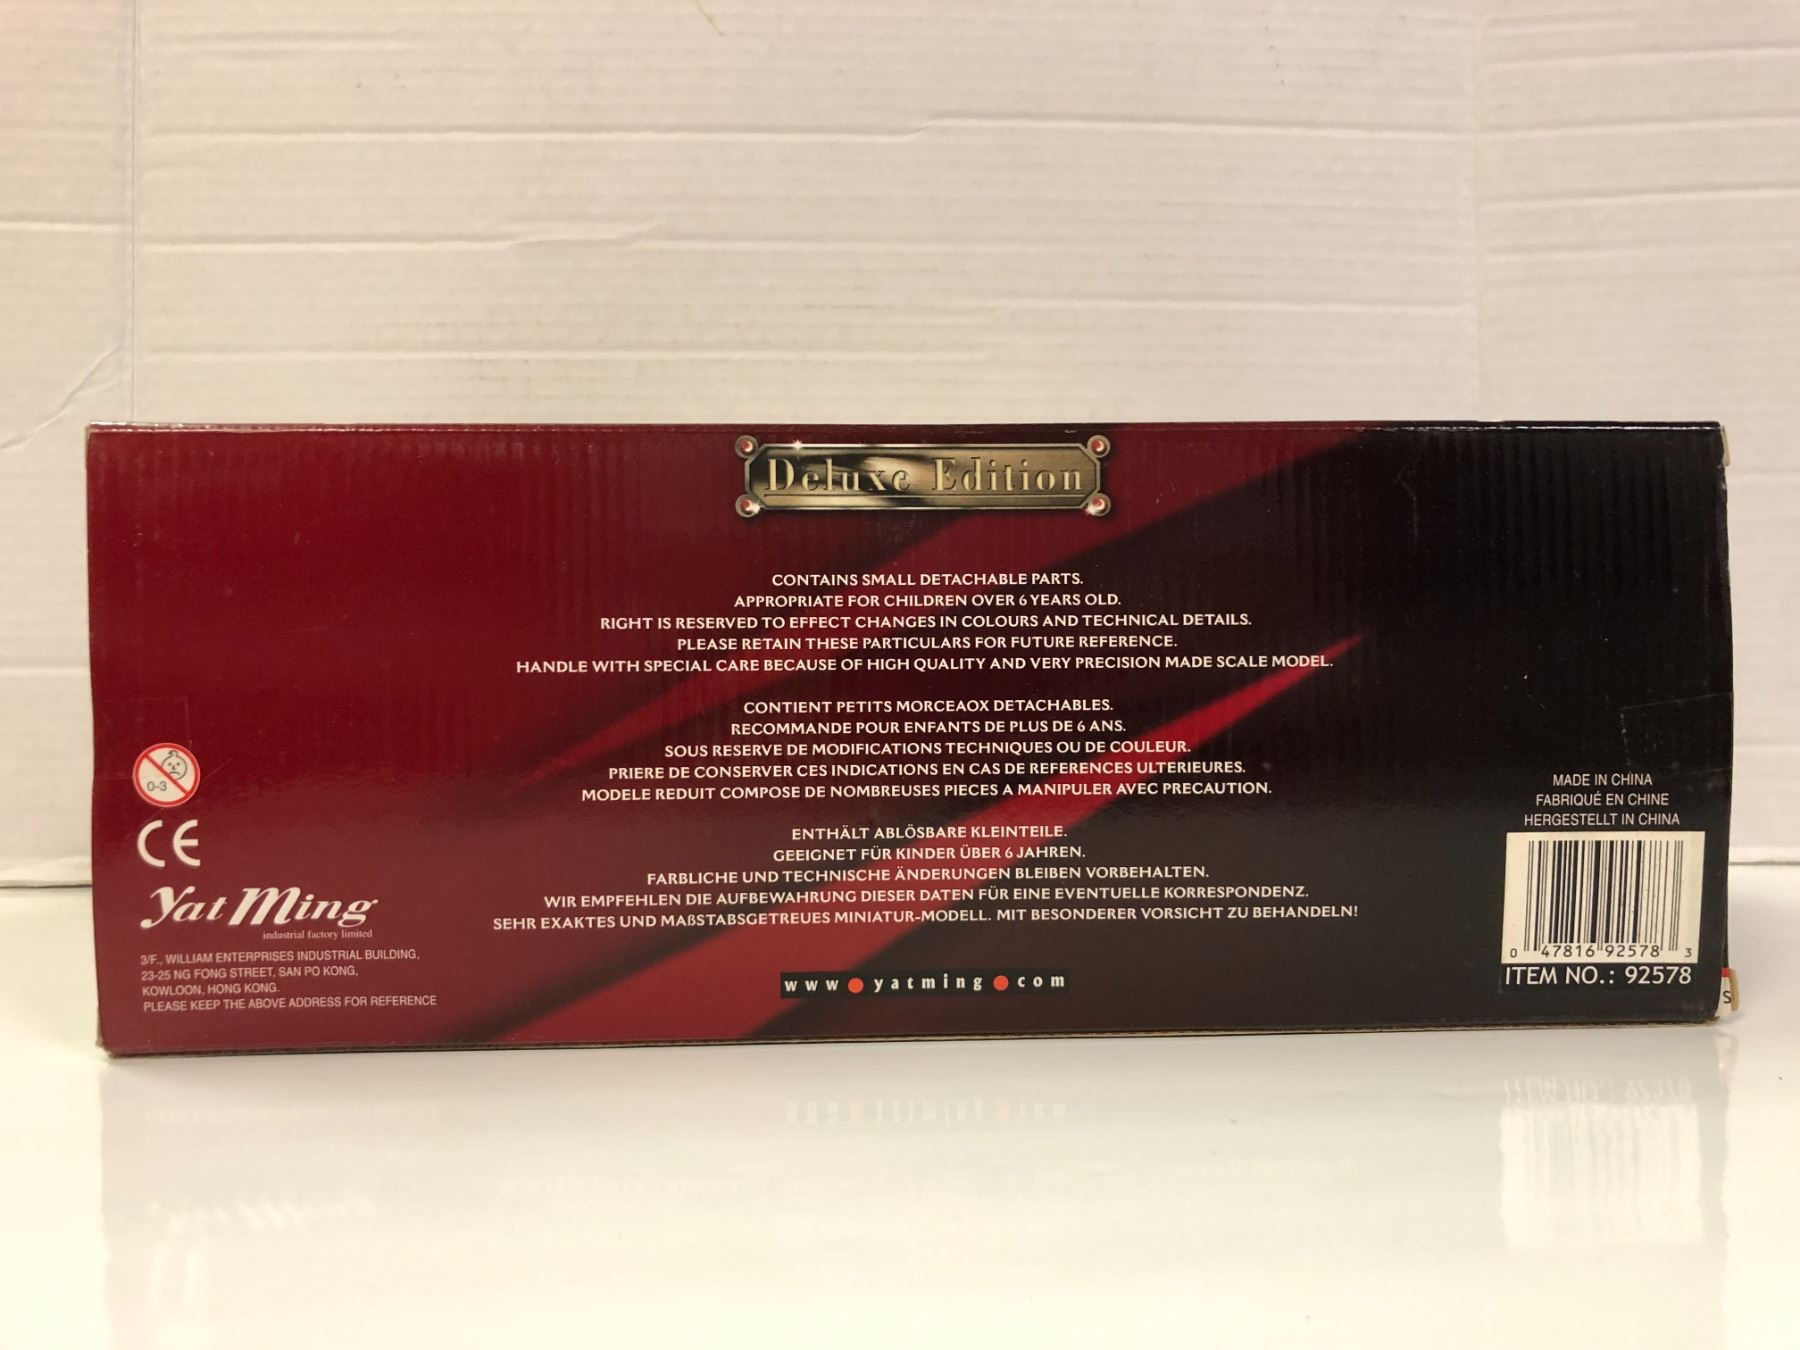 Deluxe Edition
CONTAINS SMALL DETACHABLE PARTS.
APPROPRIATE FOR CHILDREN OVER 6 YEARS OLD.
RIGHT IS RESERVED TO EFFECT CHANGES IN COLOURS AND TECHNICAL DETAILS.
PLEASE RETAIN THESE PARTICULARS FOR FUTURE REFERENCE.
HANDLE WITH SPECIAL CARE BECAUSE OF HIGH QUALITY AND VERY PRECISION MADE SCALE MODEL.
CONTIENT PETITS MORCEAOX DETACHABLES.
RECOMMANDE POUR ENFANTS DE PLUS DE 6 ANS.
SOUS RESERVE DE MODIFICATIONS TECHNIQUES OU DE COULEUR.
PRIERE DE CONSERVER CES INDICATIONS EN CAS DE REFERENCES ULTERIEURES.
MODELE REDUIT COMPOSE DE NOMBREUSES PIECES A MANIPULER AVEC PRECAUTION.
ENTHÄLT ABLÖSBARE KLEINTEILE.
GEEIGNET FÜR KINDER ÜBER 6 JAHREN.
FARBLICHE UND TECHNISCHE ÄNDERUNGEN BLEIBEN VORBEHALTEN.
WIR EMPFEHLEN DIE AUFBEWAHRUNG DIESER DATEN FÜR EINE EVENTUELLE KORRESPONDENZ.
SEHR EXAKTES UND MAßSTABSGETREUES MINIATUR-MODELL. MIT BESONDERER VORSICHT ZU BEHANDELN!
www.yatming.com
0-3
CE
Yat Ming
industrial factory limited
3/F., WILLIAM ENTERPRISES INDUSTRIAL BUILDING,
23-25 NG FONG STREET, SAN PO KONG,
KOWLOON, HONG KONG.
PLEASE KEEP THE ABOVE ADDRESS FOR REFERENCE
MADE IN CHINA
FABRIQUÉ EN CHINE
HERGESTELLT IN CHINA
0 47816 92578 3
ITEM NO.: 92578
S